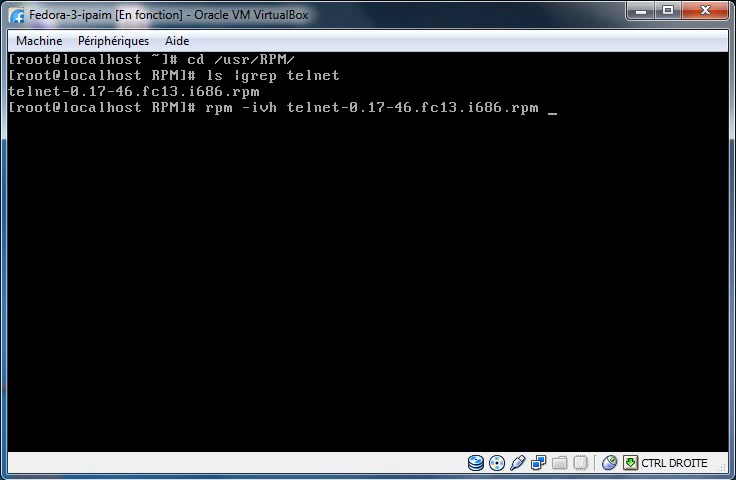 Fedora-3-ipaim [En fonction] - Oracle VM VirtualBox
Machine Périphériques Aide
[root@localhost ~]# cd /usr/RPM/
[root@localhost RPM]# ls |grep telnet
telnet-0.17-46.fc13.i686.rpm
[root@localhost RPM]# rpm -ivh telnet-0.17-46.fc13.i686.rpm _
CTRL DROITE